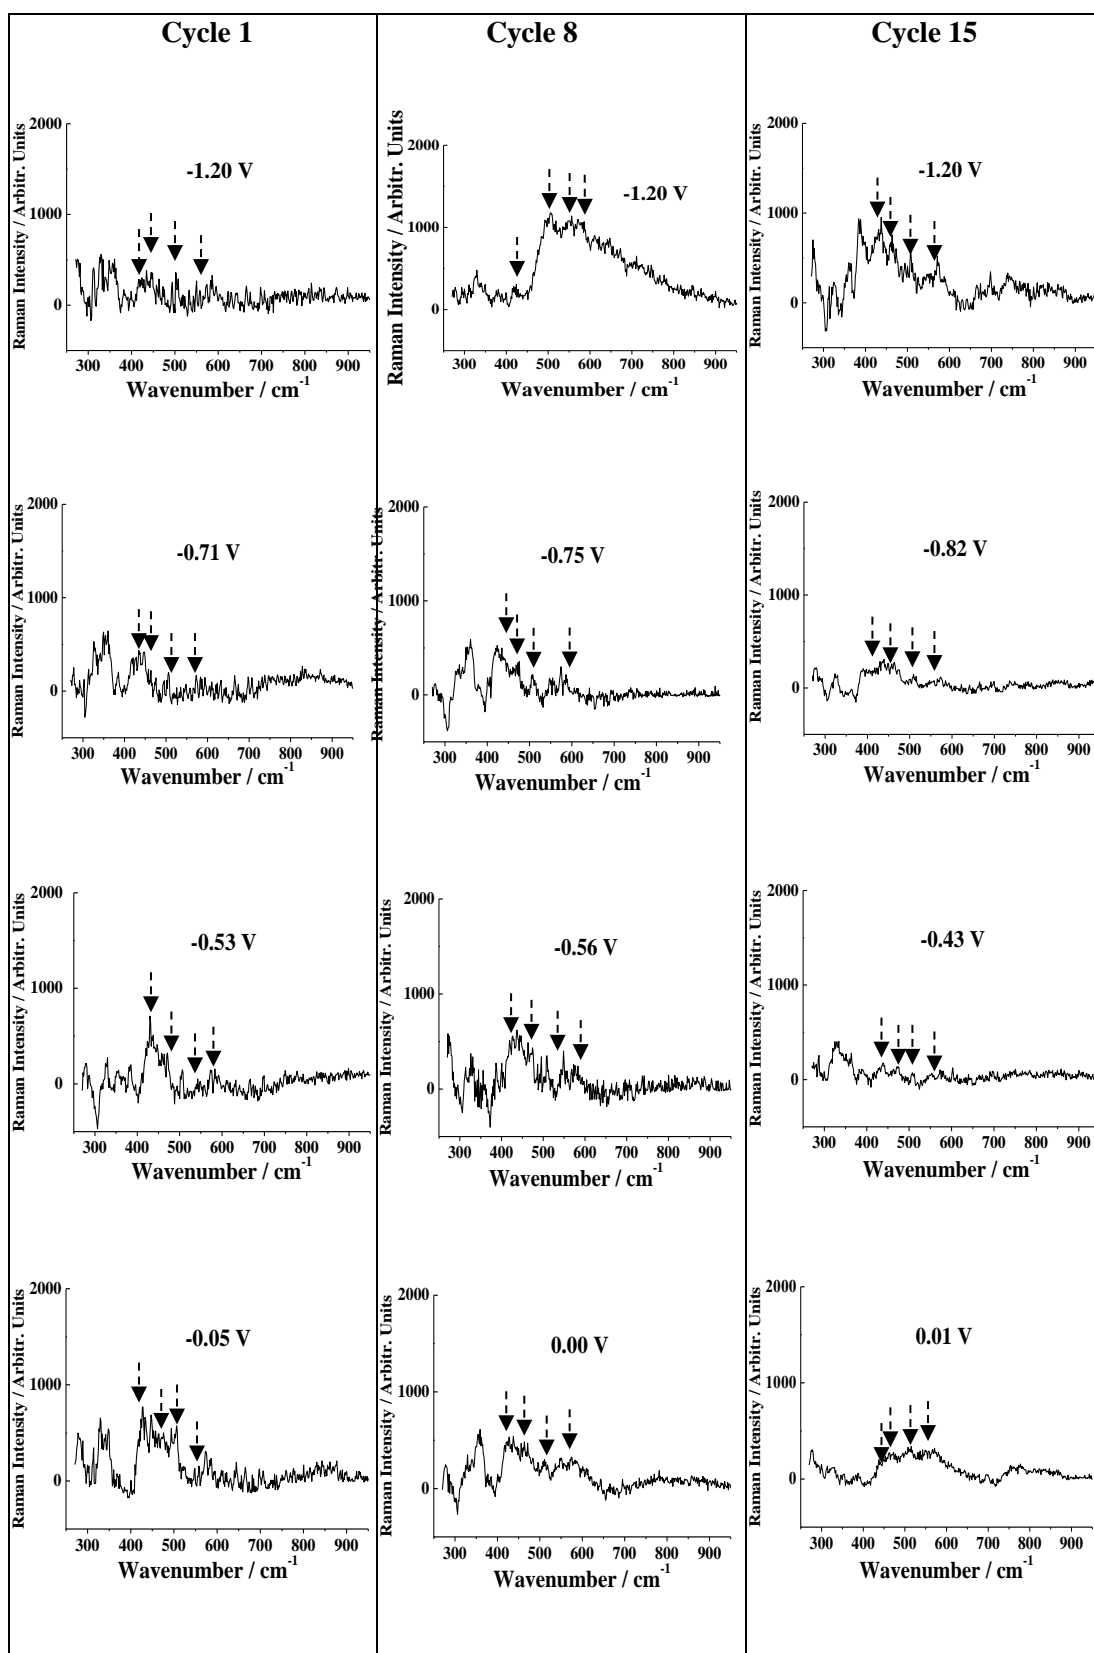 Cycle 1
Cycle 8
Cycle 15
Raman Intensity / Arbitr. Units
2000
1000
0
-1.20 V
300 400 500 600 700 800 900
Wavenumber / cm-1
Raman Intensity / Arbitr. Units
2000
1000
0
-1.20 V
300 400 500 600 700 800 900
Wavenumber / cm-1
Raman Intensity / Arbitr. Units
2000
1000
0
-1.20 V
300 400 500 600 700 800 900
Wavenumber / cm-1
Raman Intensity / Arbitr. Units
2000
1000
0
-0.71 V
300 400 500 600 700 800 900
Wavenumber / cm-1
Raman Intensity / Arbitr. Units
2000
1000
0
-0.75 V
300 400 500 600 700 800 900
Wavenumber / cm-1
Raman Intensity / Arbitr. Units
2000
1000
0
-0.82 V
300 400 500 600 700 800 900
Wavenumber / cm-1
Raman Intensity / Arbitr. Units
2000
1000
0
-0.53 V
300 400 500 600 700 800 900
Wavenumber / cm-1
Raman Intensity / Arbitr. Units
2000
1000
0
-0.56 V
300 400 500 600 700 800 900
Wavenumber / cm-1
Raman Intensity / Arbitr. Units
2000
1000
0
-0.43 V
300 400 500 600 700 800 900
Wavenumber / cm-1
Raman Intensity / Arbitr. Units
2000
1000
0
-0.05 V
300 400 500 600 700 800 900
Wavenumber / cm-1
Raman Intensity / Arbitr. Units
2000
1000
0
0.00 V
300 400 500 600 700 800 900
Wavenumber / cm-1
Raman Intensity / Arbitr. Units
2000
1000
0
0.01 V
300 400 500 600 700 800 900
Wavenumber / cm-1